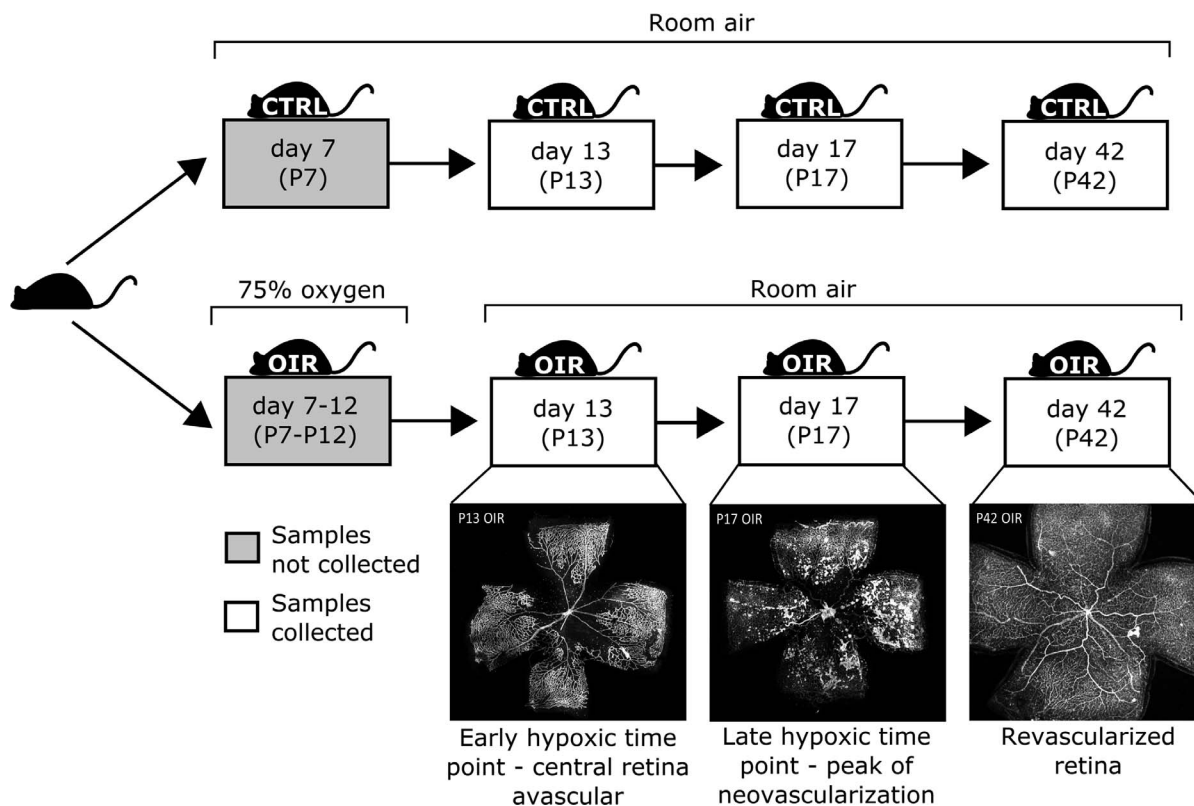 Room air
CTRL
CTRL
CTRL
CTRL
day 7
(P7)
day 13
(P13)
day 17
(P17)
day 42
(P42)
75% oxygen
Room air
OIR
OIR
OIR
OIR
day 7-12
(P7-P12)
day 13
(P13)
day 17
(P17)
day 42
(P42)
Samples
not collected
Samples
collected
P13 OIR
P17 OIR
P42 OIR
Early hypoxic time
point - central retina
avascular
Late hypoxic time
point - peak of
neovascularization
Revascularized
retina